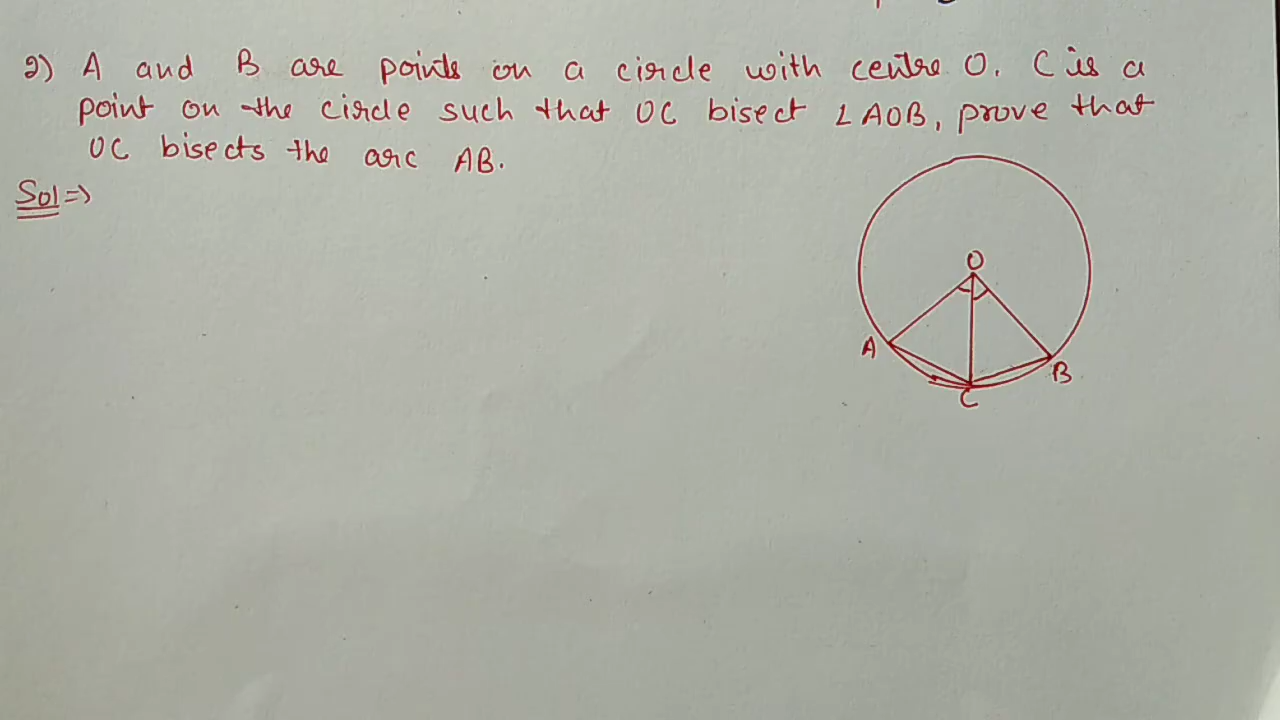 2) A and B are points on a circle with centre O. C is a
point on the circle such that OC bisect ∠AOB, prove that
OC bisects the arc AB.
Sol=>
O
A
B
C